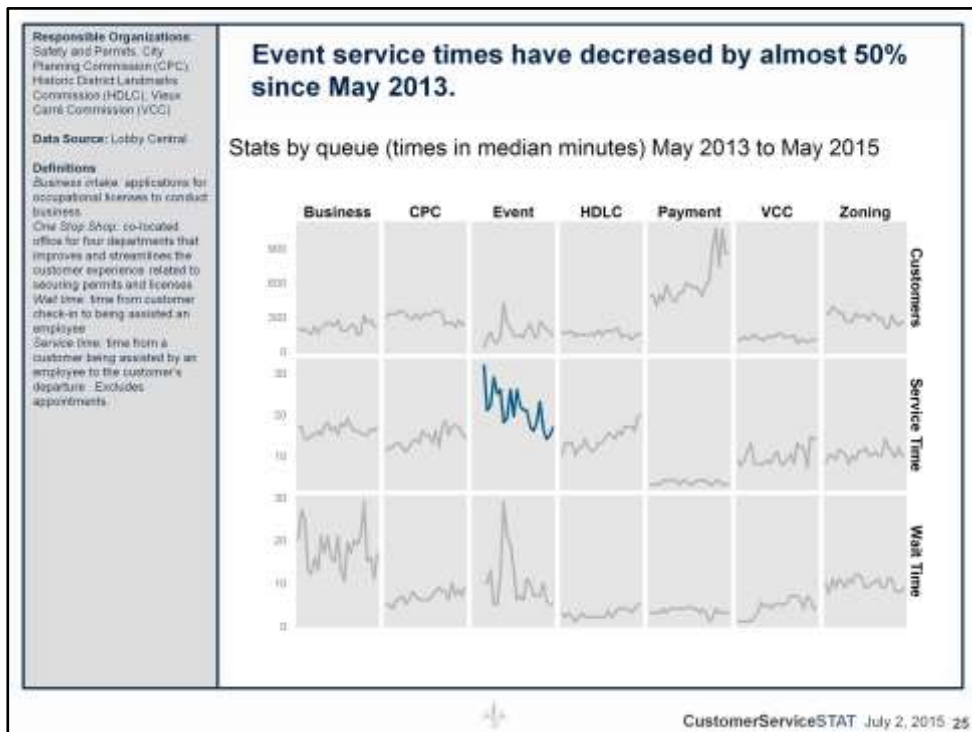 Responsible Organizations:
Safety and Permits, City
Planning Commission (CPC),
Historic District Landmarks
Commission (HDLC), Vieux
Carré Commission (VCC)
Data Source: Lobby Central
Definitions
Business intake: applications for
occupational licenses to conduct
business
One Stop Shop: co-located
office for four departments that
improves and streamlines the
customer experience related to
securing permits and licenses
Wait time: time from customer
check-in to being assisted an
employee
Service time: time from a
customer being assisted by an
employee to the customer's
departure. Excludes
appointments.
Event service times have decreased by almost 50%
since May 2013.
Stats by queue (times in median minutes) May 2013 to May 2015
Business CPC Event HDLC Payment VCC Zoning
900
600
300
0
Customers
30
20
10
Service Time
30
20
10
0
Wait Time
CustomerServiceSTAT July 2, 2015 25